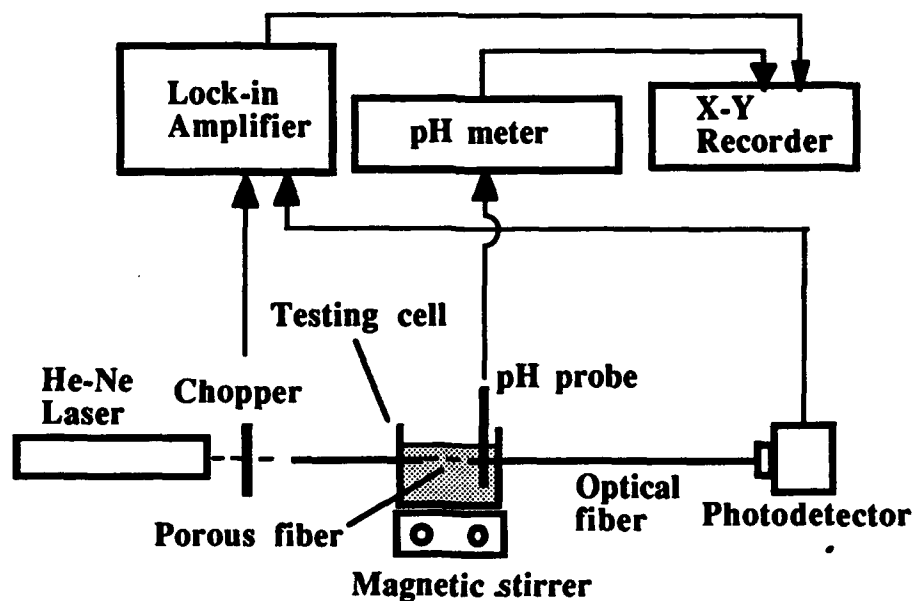 Lock-in
Amplifier
pH meter
X-Y
Recorder
Testing cell
He-Ne
Laser
Chopper
pH probe
Porous fiber
Optical
fiber
Photodetector
Magnetic stirrer